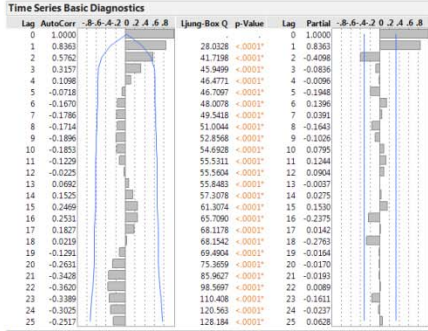 Time Series Basic Diagnostics
Lag AutoCorr -.8-.6-.4-.2 0 .2 .4 .6 .8 Ljung-Box Q p-Value Lag Partial -.8-.6-.4-.2 0 .2 .4 .6 .8
0 1.0000 0 1.0000
1 0.8363 28.0328 <.0001* 1 0.8363
2 0.5762 41.7198 <.0001* 2 -0.4098
3 0.3157 45.9499 <.0001* 3 -0.0836
4 0.1098 46.4771 <.0001* 4 -0.0096
5 -0.0718 46.7097 <.0001* 5 -0.1948
6 -0.1670 48.0078 <.0001* 6 0.1396
7 -0.1786 49.5418 <.0001* 7 0.0391
8 -0.1714 51.0044 <.0001* 8 -0.1643
9 -0.1896 52.8568 <.0001* 9 -0.1026
10 -0.1855 54.6928 <.0001* 10 0.0795
11 -0.1229 55.5311 <.0001* 11 0.1244
12 -0.0225 55.5604 <.0001* 12 0.0904
13 0.0692 55.8483 <.0001* 13 -0.0037
14 0.1525 57.3078 <.0001* 14 0.0275
15 0.2469 61.3074 <.0001* 15 0.1530
16 0.2531 65.7090 <.0001* 16 -0.2375
17 0.1827 68.1178 <.0001* 17 0.0142
18 0.0219 68.1542 <.0001* 18 -0.2763
19 -0.1291 69.4904 <.0001* 19 -0.0164
20 -0.2631 75.3659 <.0001* 20 -0.0170
21 -0.3428 85.9627 <.0001* 21 -0.0193
22 -0.3620 98.5697 <.0001* 22 0.0089
23 -0.3389 110.408 <.0001* 23 -0.1611
24 -0.3025 120.563 <.0001* 24 -0.0237
25 -0.2517 128.184 <.0001* 25 0.0628